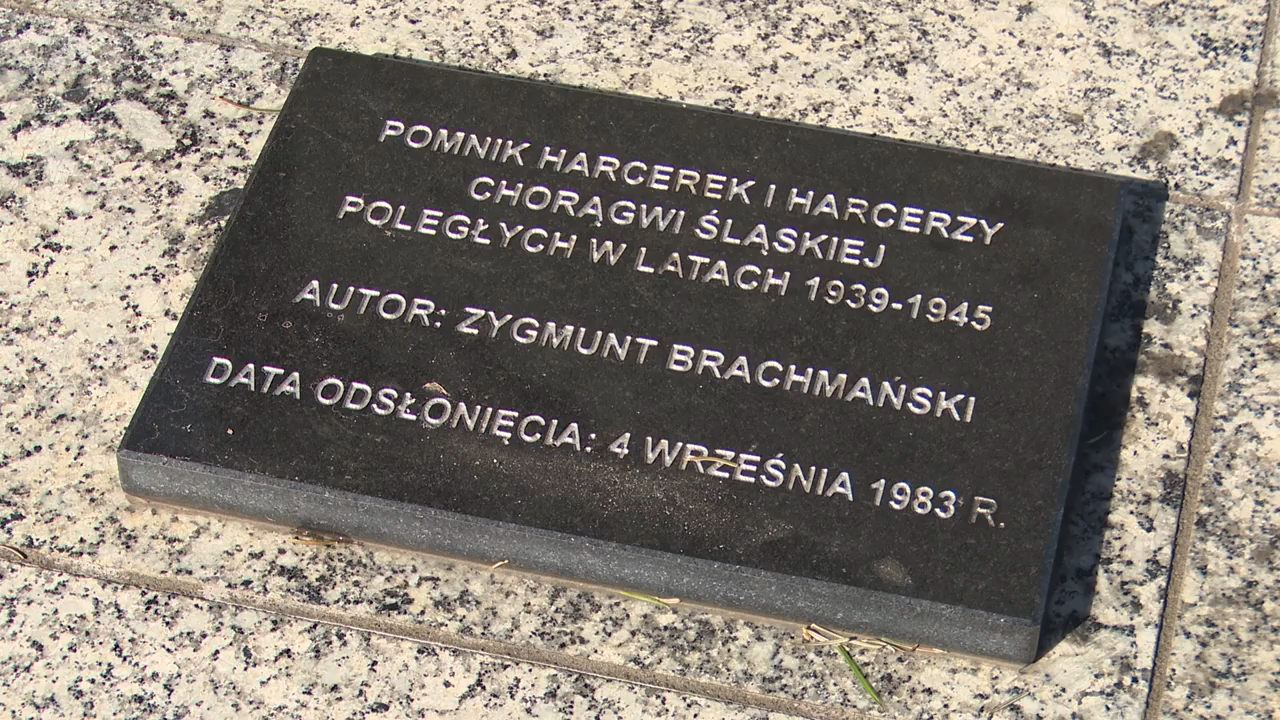 POMNIK HARCEREK I HARCERZY
CHORĄGWI ŚLĄSKIEJ
POLEGŁYCH W LATACH 1939-1945
AUTOR: ZYGMUNT BRACHMAŃSKI
DATA ODSŁONIĘCIA: 4 WRZEŚNIA 1983 R.